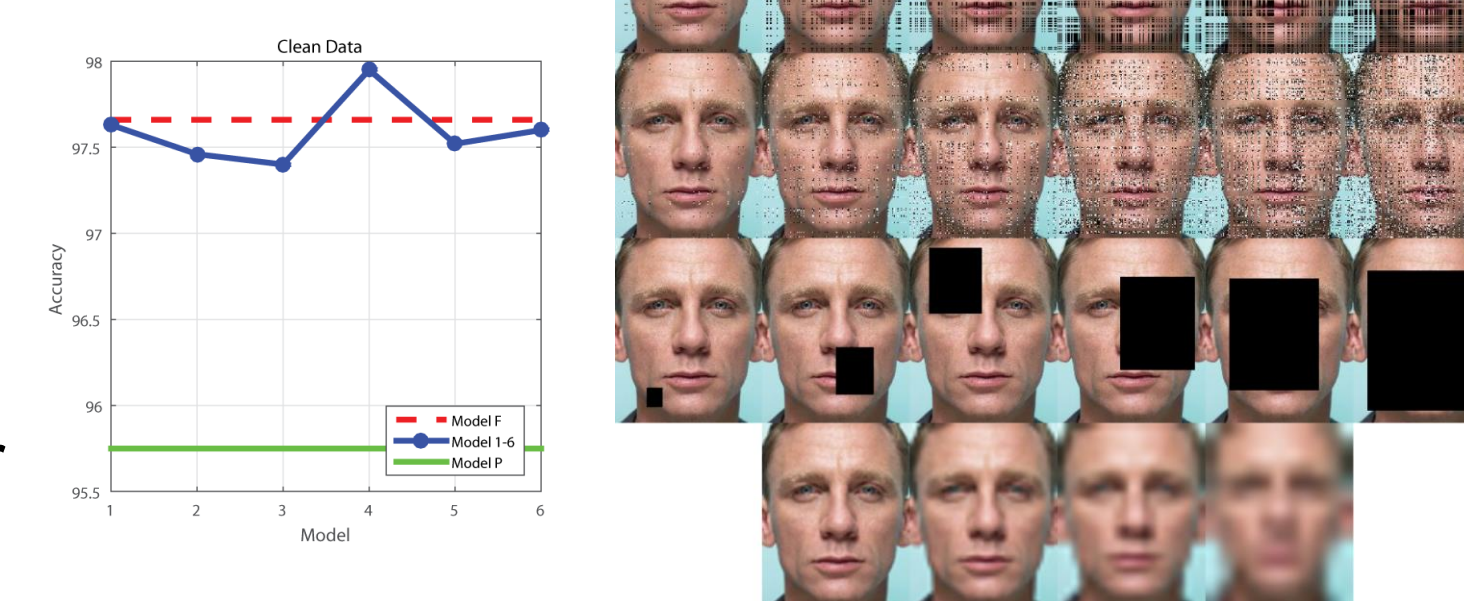 Clean Data
98
97.5
97
96.5
96
95.5
Accuracy
Model F
Model 1-6
Model P
1 2 3 4 5 6
Model